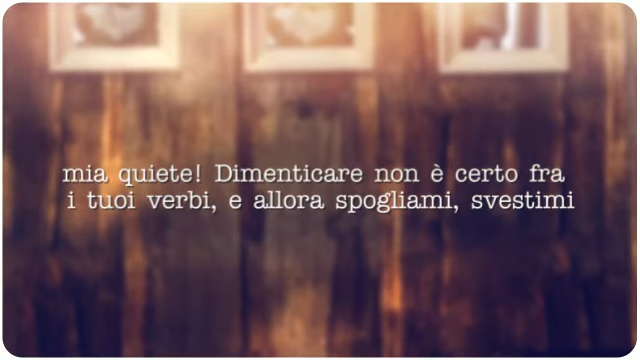 mia quiete! Dimenticare non è certo fra
i tuoi verbi, e allora spogliami, svestimi